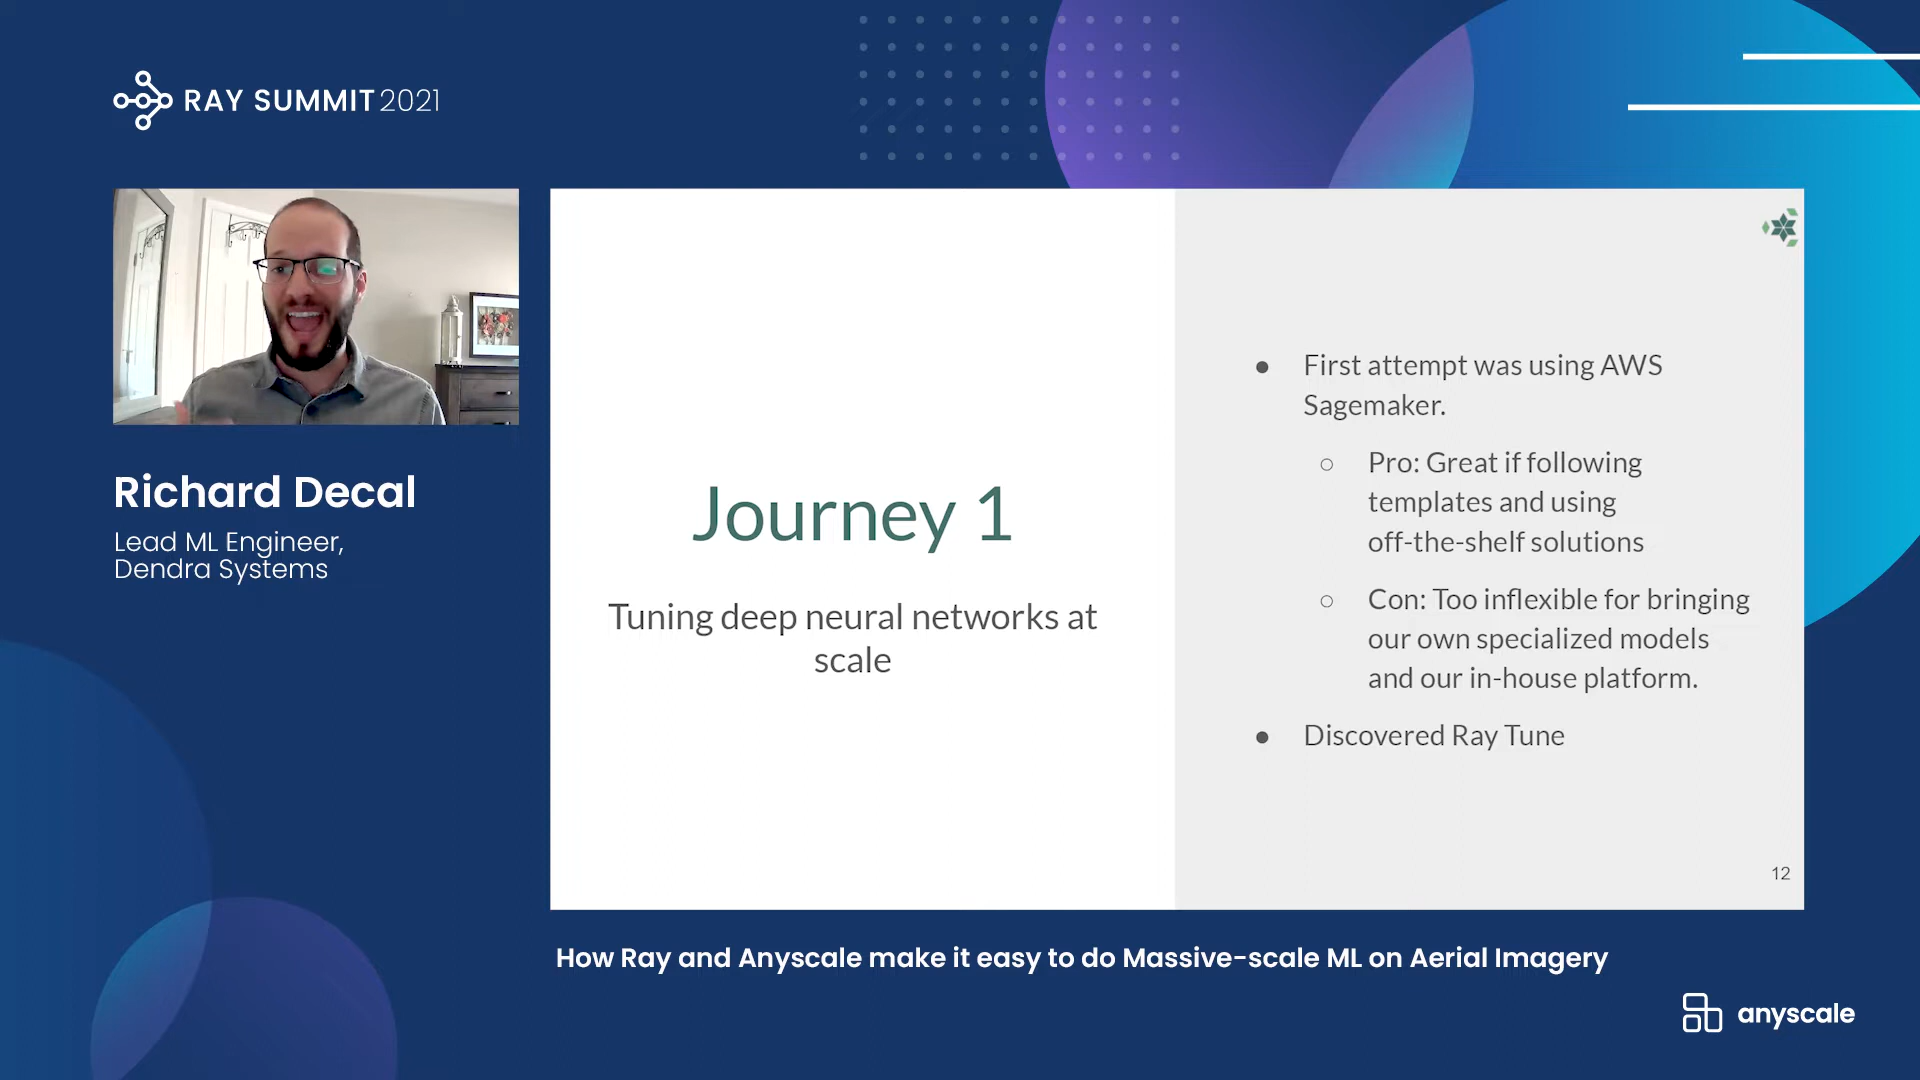 RAY SUMMIT 2021
Richard Decal
Lead ML Engineer,
Dendra Systems
Journey 1
Tuning deep neural networks at
scale
● First attempt was using AWS
Sagemaker.
○ Pro: Great if following
templates and using
off-the-shelf solutions
○ Con: Too inflexible for bringing
our own specialized models
and our in-house platform.
● Discovered Ray Tune
12
How Ray and Anyscale make it easy to do Massive-scale ML on Aerial Imagery
anyscale